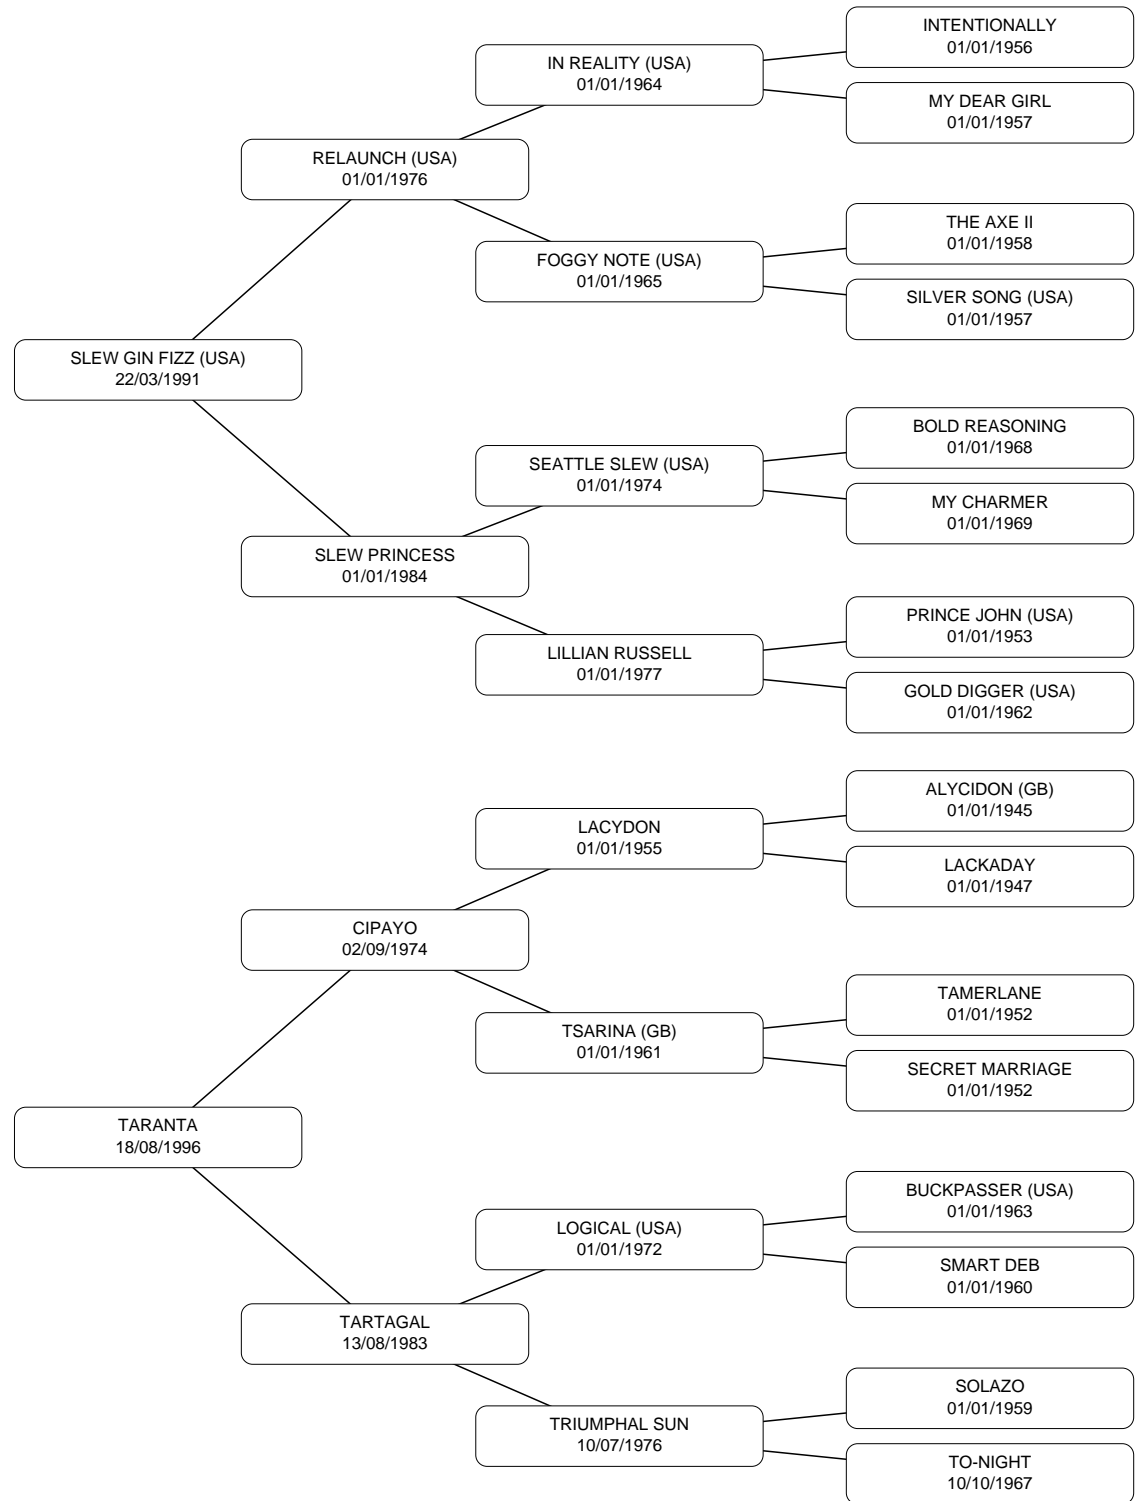 INTENTIONALLY
01/01/1956
IN REALITY (USA)
01/01/1964
MY DEAR GIRL
01/01/1957
RELAUNCH (USA)
01/01/1976
THE AXE II
01/01/1958
FOGGY NOTE (USA)
01/01/1965
SILVER SONG (USA)
01/01/1957
SLEW GIN FIZZ (USA)
22/03/1991
BOLD REASONING
01/01/1968
SEATTLE SLEW (USA)
01/01/1974
MY CHARMER
01/01/1969
SLEW PRINCESS
01/01/1984
PRINCE JOHN (USA)
01/01/1953
LILLIAN RUSSELL
01/01/1977
GOLD DIGGER (USA)
01/01/1962
ALYCIDON (GB)
01/01/1945
LACYDON
01/01/1955
LACKADAY
01/01/1947
CIPAYO
02/09/1974
TAMERLANE
01/01/1952
TSARINA (GB)
01/01/1961
SECRET MARRIAGE
01/01/1952
TARANTA
18/08/1996
BUCKPASSER (USA)
01/01/1963
LOGICAL (USA)
01/01/1972
SMART DEB
01/01/1960
TARTAGAL
13/08/1983
SOLAZO
01/01/1959
TRIUMPHAL SUN
10/07/1976
TO-NIGHT
10/10/1967